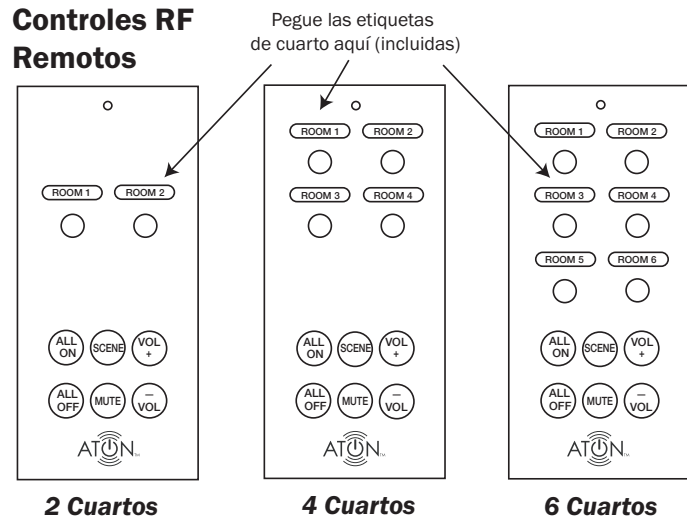 Controles RF
Remotos
Pegue las etiquetas
de cuarto aquí (incluidas)
ROOM 1 ROOM 2
ALL ON SCENE VOL +
ALL OFF MUTE — VOL
ATON™
2 Cuartos
ROOM 1 ROOM 2
ROOM 3 ROOM 4
ALL ON SCENE VOL +
ALL OFF MUTE — VOL
ATON™
4 Cuartos
ROOM 1 ROOM 2
ROOM 3 ROOM 4
ROOM 5 ROOM 6
ALL ON SCENE VOL +
ALL OFF MUTE — VOL
ATON™
6 Cuartos